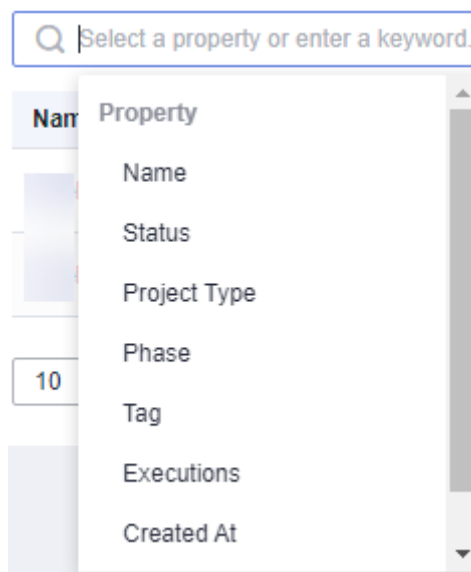 Select a property or enter a keyword.
Nam
Property
Name
Status
Project Type
Phase
10
Tag
Executions
Created At